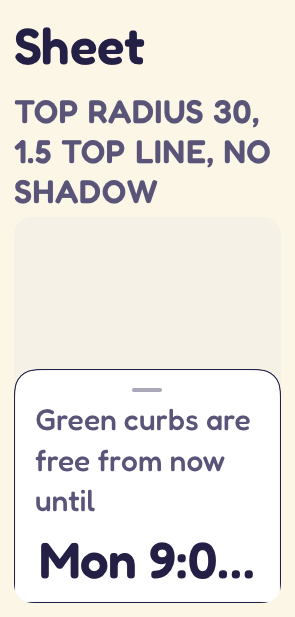 Sheet
TOP RADIUS 30,
1.5 TOP LINE, NO
SHADOW
Green curbs are
free from now
until
Mon 9:0...